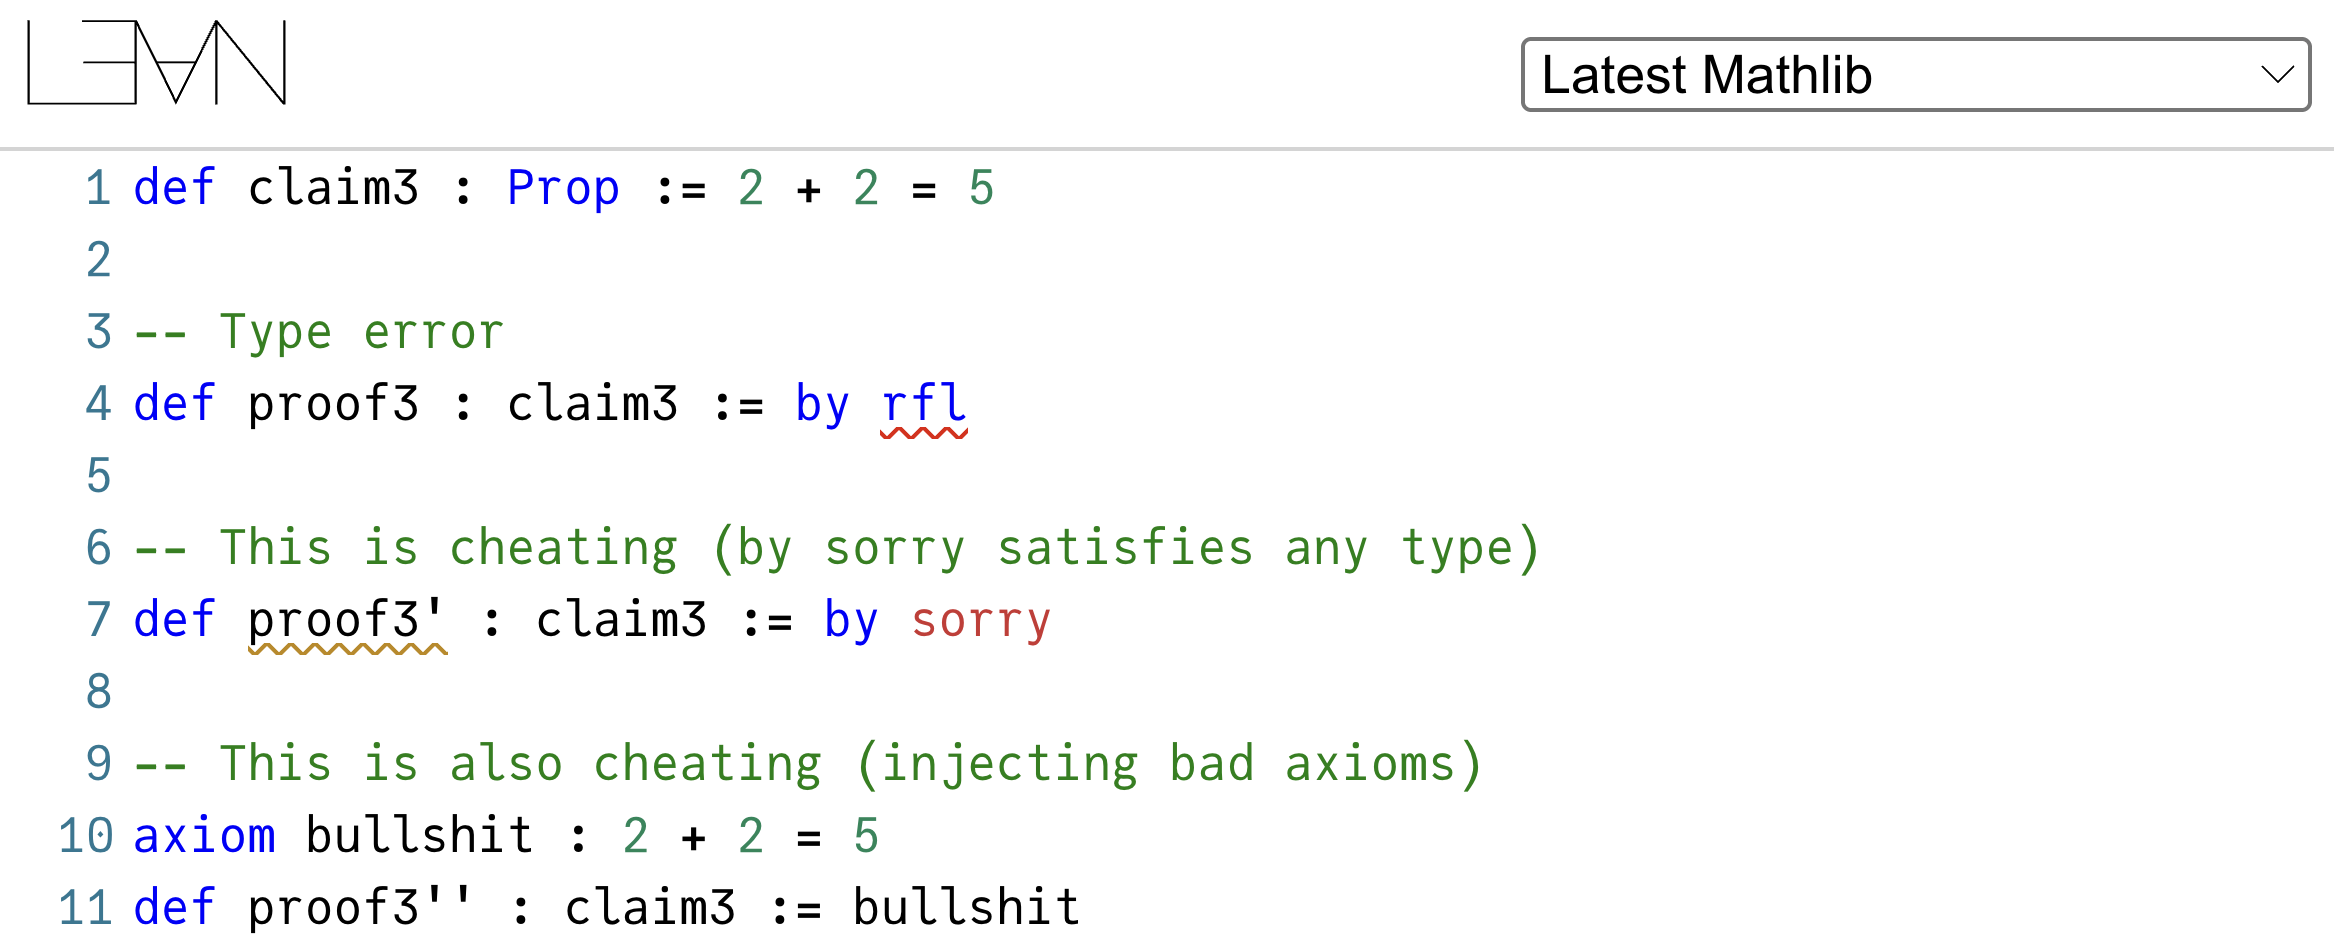 LEAN
Latest Mathlib
1 def claim3 : Prop := 2 + 2 = 5
2
3 -- Type error
4 def proof3 : claim3 := by rfl
5
6 -- This is cheating (by sorry satisfies any type)
7 def proof3' : claim3 := by sorry
8
9 -- This is also cheating (injecting bad axioms)
10 axiom bullshit : 2 + 2 = 5
11 def proof3'' : claim3 := bullshit